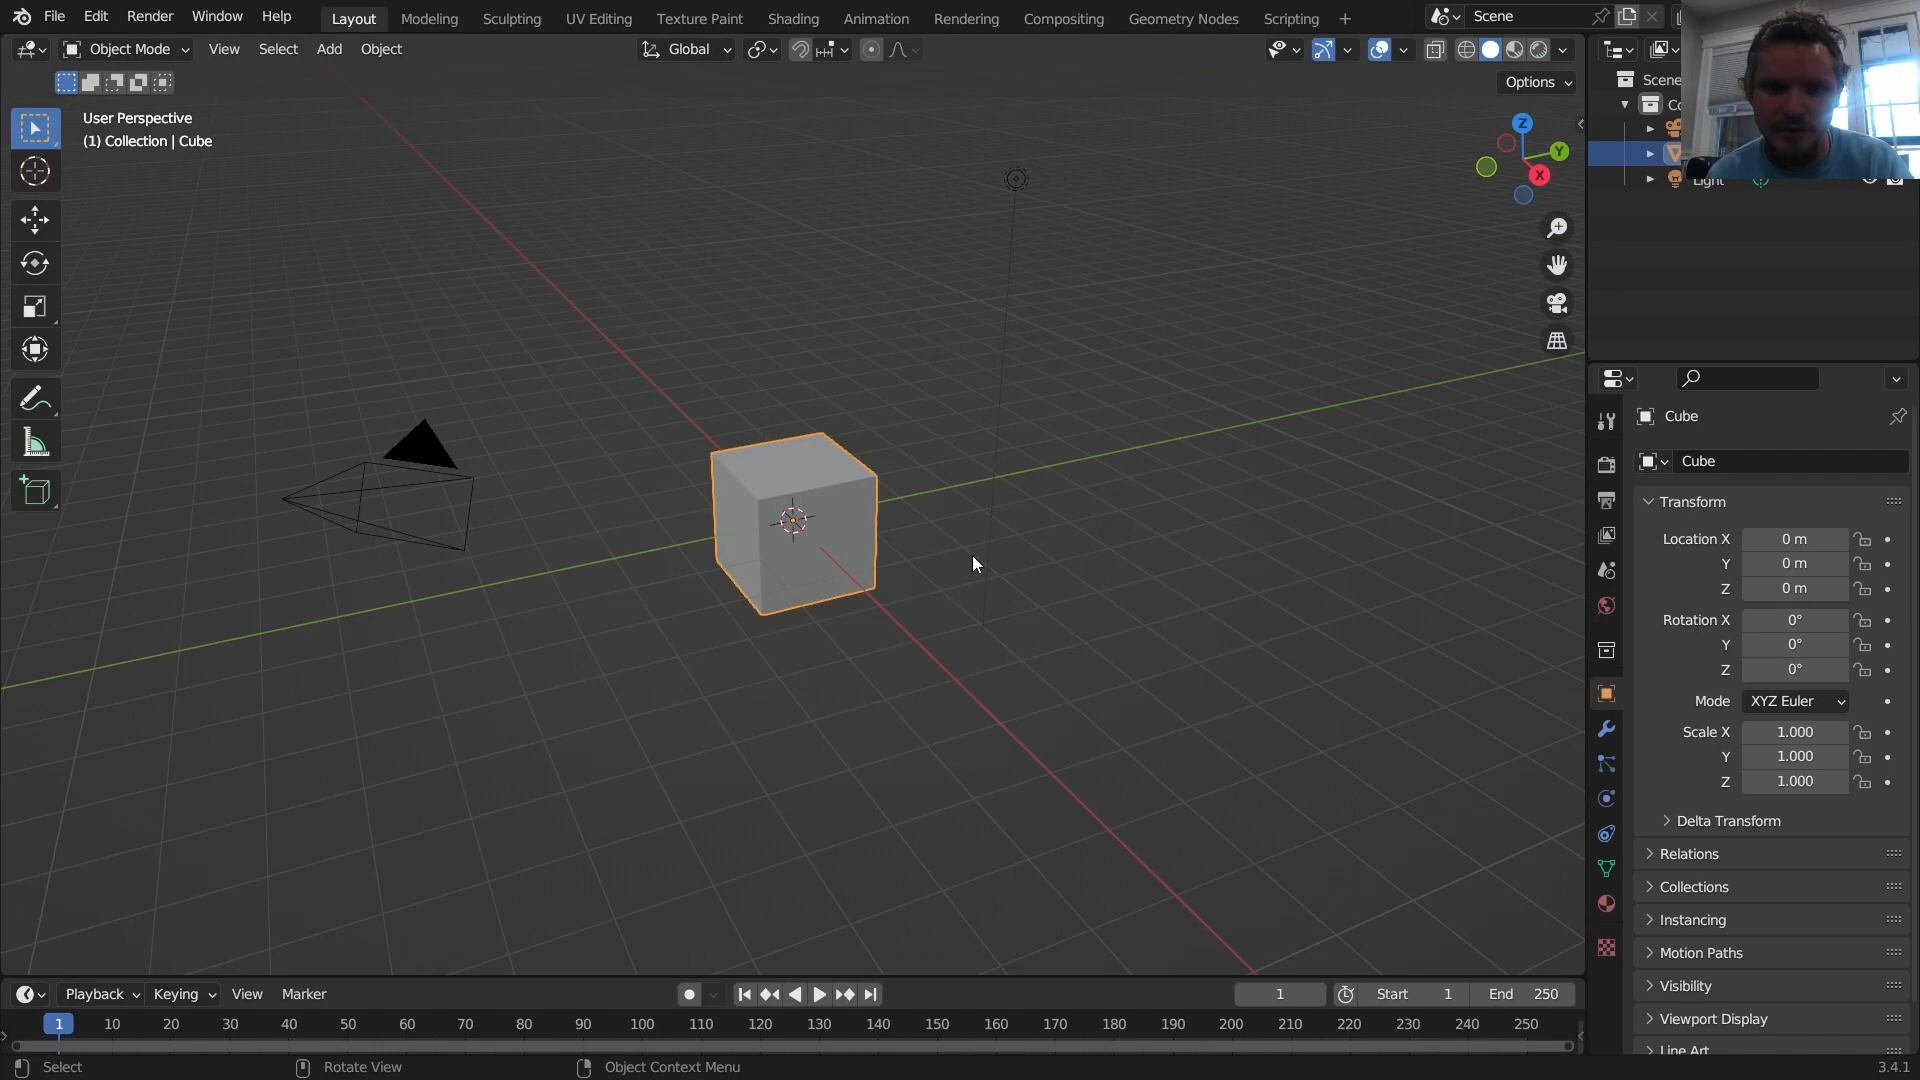 File Edit Render Window Help
Layout Modeling Sculpting UV Editing Texture Paint Shading Animation Rendering Compositing Geometry Nodes Scripting +
Scene
Object Mode View Select Add Object
Global
Options
User Perspective
(1) Collection | Cube
Z
Y
X
Scene
Light
Cube
Cube
Transform
Location X 0 m
Y 0 m
Z 0 m
Rotation X 0°
Y 0°
Z 0°
Mode XYZ Euler
Scale X 1.000
Y 1.000
Z 1.000
Delta Transform
Relations
Collections
Instancing
Motion Paths
Visibility
Viewport Display
Line Art
Playback Keying View Marker
1 Start 1 End 250
1 10 20 30 40 50 60 70 80 90 100 110 120 130 140 150 160 170 180 190 200 210 220 230 240 250
Select Rotate View Object Context Menu 3.4.1